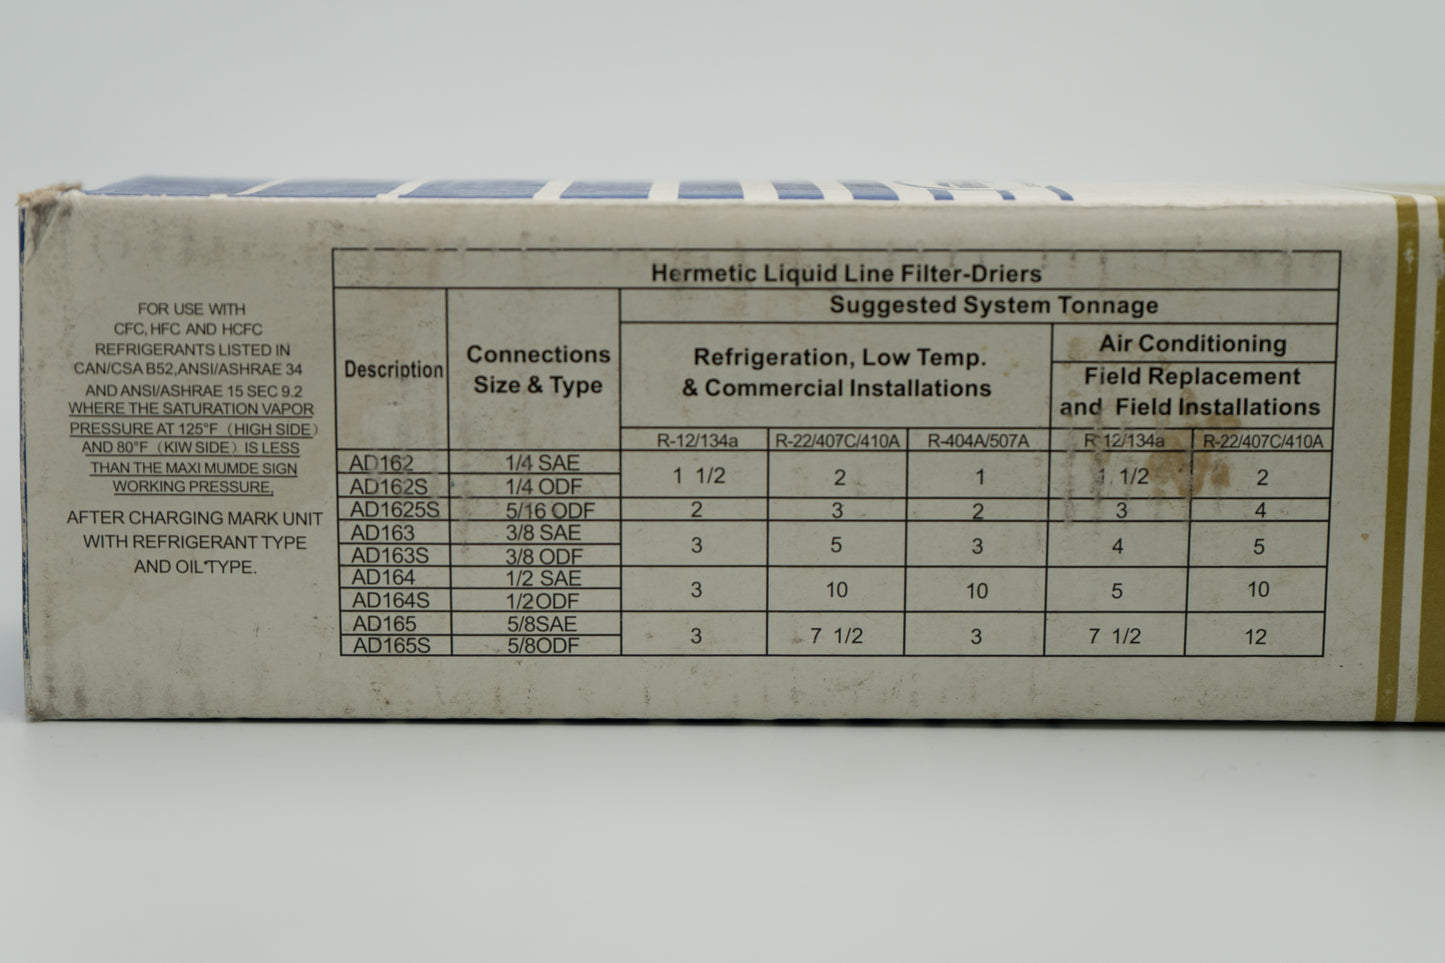 FOR USE WITH
CFC, HFC AND HCFC
REFRIGERANTS LISTED IN
CAN/CSA B52,ANSI/ASHRAE 34
AND ANSI/ASHRAE 15 SEC 9.2
WHERE THE SATURATION VAPOR
PRESSURE AT 125°F (HIGH SIDE)
AND 80°F (KIW SIDE) IS LESS
THAN THE MAXI MUMDE SIGN
WORKING PRESSURE,
AFTER CHARGING MARK UNIT
WITH REFRIGERANT TYPE
AND OIL TYPE.
Hermetic Liquid Line Filter-Driers
Suggested System Tonnage
Description
Connections
Size & Type
Refrigeration, Low Temp.
& Commercial Installations
Air Conditioning
Field Replacement
and Field Installations
R-12/134a R-22/407C/410A R-404A/507A R 12/134a R-22/407C/410A
AD162 1/4 SAE
1 1/2 2 1 1 1/2 2
AD162S 1/4 ODF
AD1625S 5/16 ODF 2 3 2 3 4
AD163 3/8 SAE
3 5 3 4 5
AD163S 3/8 ODF
AD164 1/2 SAE
3 10 10 5 10
AD164S 1/2ODF
AD165 5/8SAE
3 7 1/2 3 7 1/2 12
AD165S 5/8ODF